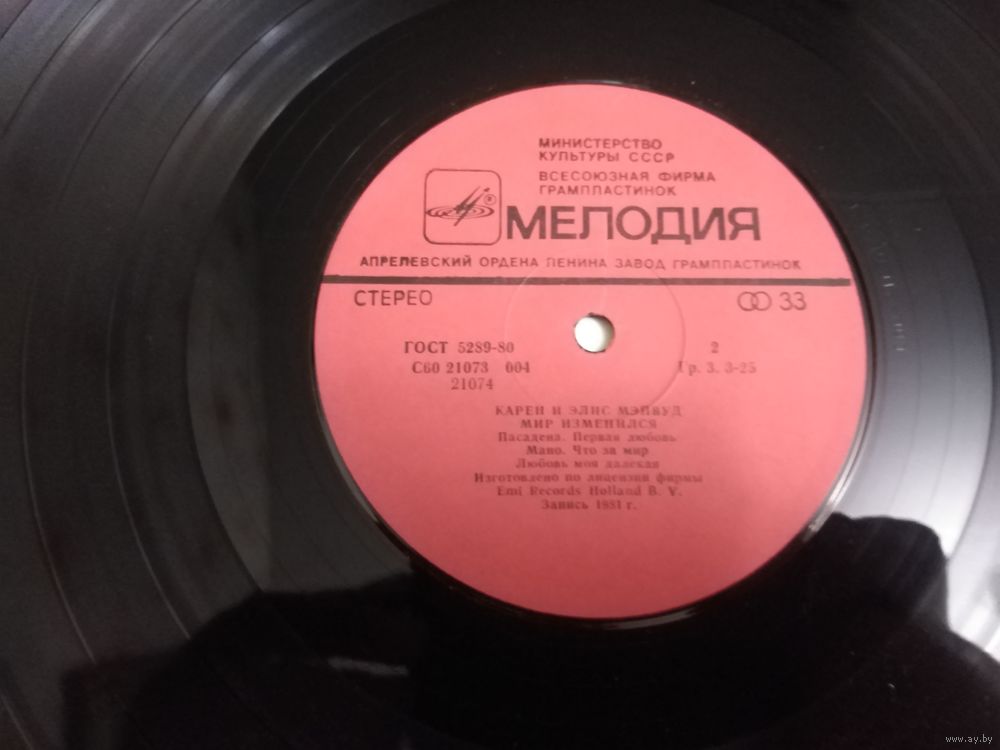 МИНИСТЕРСТВО
КУЛЬТУРЫ СССР
ВСЕСОЮЗНАЯ ФИРМА
ГРАМПЛАСТИНОК
МЕЛОДИЯ
АПРЕЛЕВСКИЙ ОРДЕНА ЛЕНИНА ЗАВОД ГРАМПЛАСТИНОК
СТЕРЕО 33
ГОСТ 5289-80 2
С60 21073 004 Гр. 3. 3-25
21074
КАРЕН И ЭЛИС МЭЙВУД
МИР ИЗМЕНИЛСЯ
Пасадена. Первая любовь
Мано. Что за мир
Любовь моя далекая
Изготовлено по лицензии фирмы
Emi Records Holland B. V.
Запись 1981 г.
www.ay.by